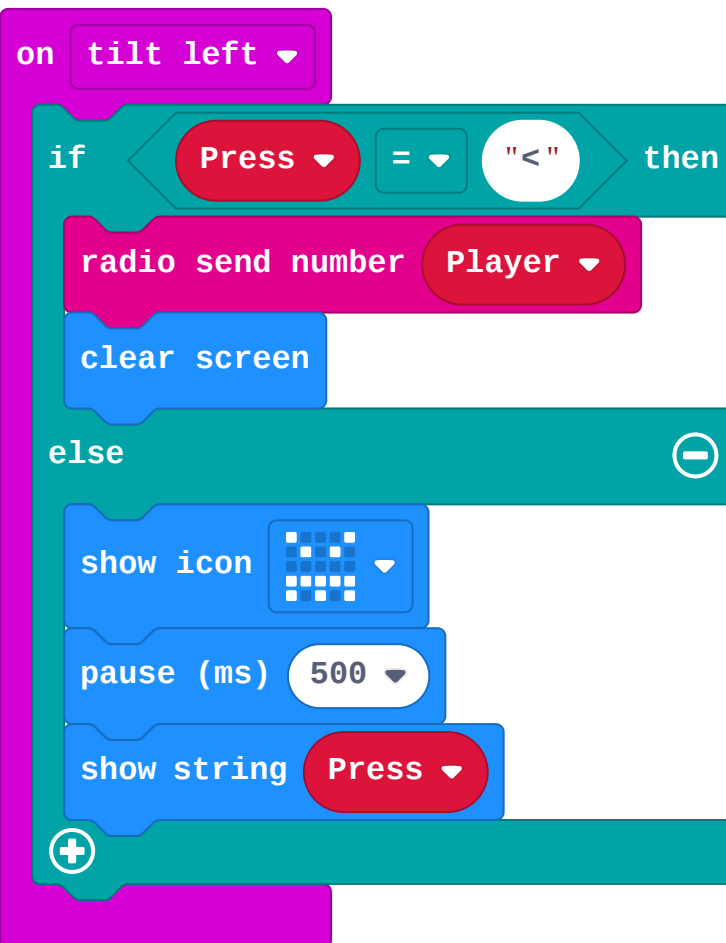 on tilt left
if Press = "<" then
radio send number Player
clear screen
else
show icon
pause (ms) 500
show string Press